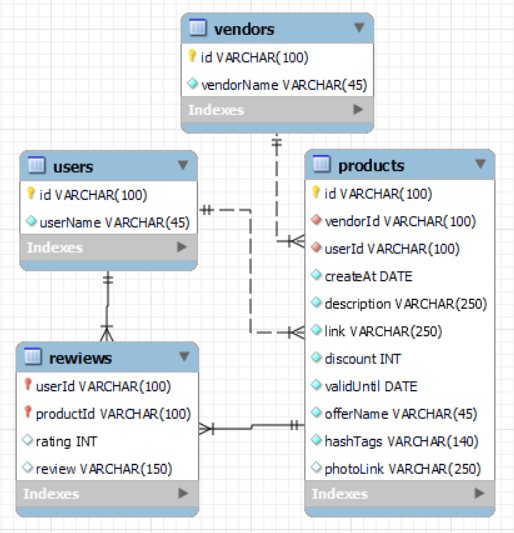 vendors
id VARCHAR(100)
vendorName VARCHAR(45)
Indexes
users
id VARCHAR(100)
userName VARCHAR(45)
Indexes
products
id VARCHAR(100)
vendorId VARCHAR(100)
userId VARCHAR(100)
createAt DATE
description VARCHAR(250)
link VARCHAR(250)
discount INT
validUntil DATE
offerName VARCHAR(45)
hashTags VARCHAR(140)
photoLink VARCHAR(250)
Indexes
rewiews
userId VARCHAR(100)
productId VARCHAR(100)
rating INT
review VARCHAR(150)
Indexes